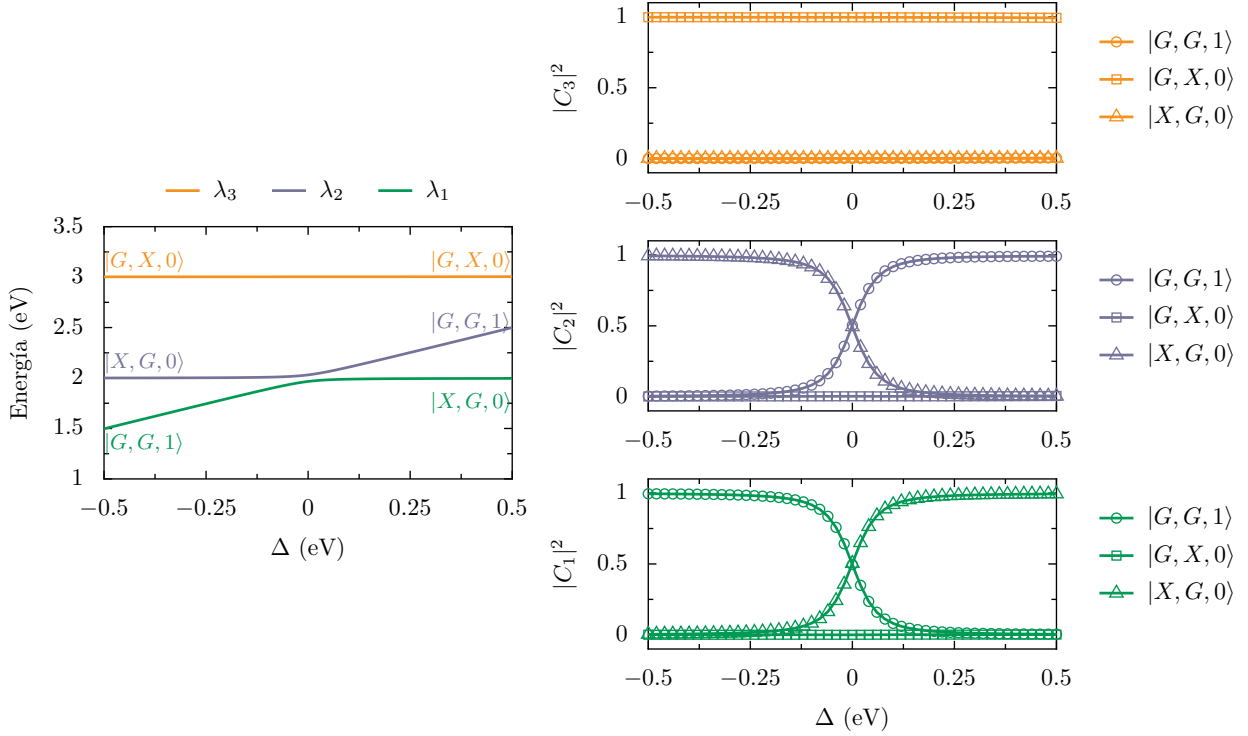 λ₃ λ₂ λ₁
3.5
3
2.5
2
1.5
1
Energía (eV)
|G, X, 0⟩ |G, X, 0⟩
|G, G, 1⟩
|X, G, 0⟩
|X, G, 0⟩
|G, G, 1⟩
−0.5 −0.25 0 0.25 0.5
Δ (eV)
1
0.5
0
|C₃|²
−0.5 −0.25 0 0.25 0.5
|G, G, 1⟩
|G, X, 0⟩
|X, G, 0⟩
1
0.5
0
|C₂|²
−0.5 −0.25 0 0.25 0.5
|G, G, 1⟩
|G, X, 0⟩
|X, G, 0⟩
1
0.5
0
|C₁|²
−0.5 −0.25 0 0.25 0.5
Δ (eV)
|G, G, 1⟩
|G, X, 0⟩
|X, G, 0⟩